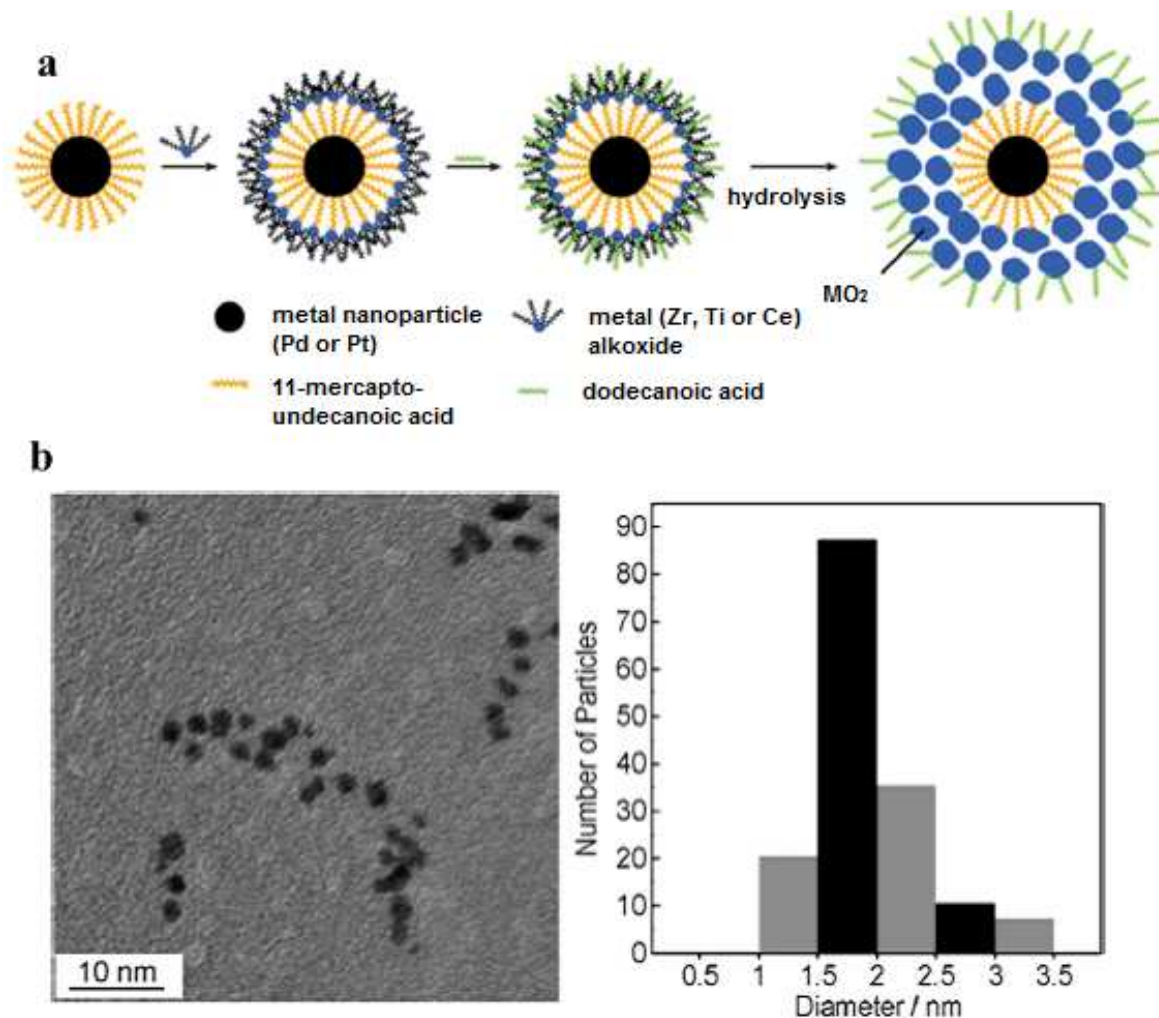 a
hydrolysis
MO2
metal nanoparticle
(Pd or Pt)
metal (Zr, Ti or Ce)
alkoxide
11-mercapto-
undecanoic acid
dodecanoic acid
b
10 nm
Number of Particles
90
80
70
60
50
40
30
20
10
0
0.5 1 1.5 2 2.5 3 3.5
Diameter / nm